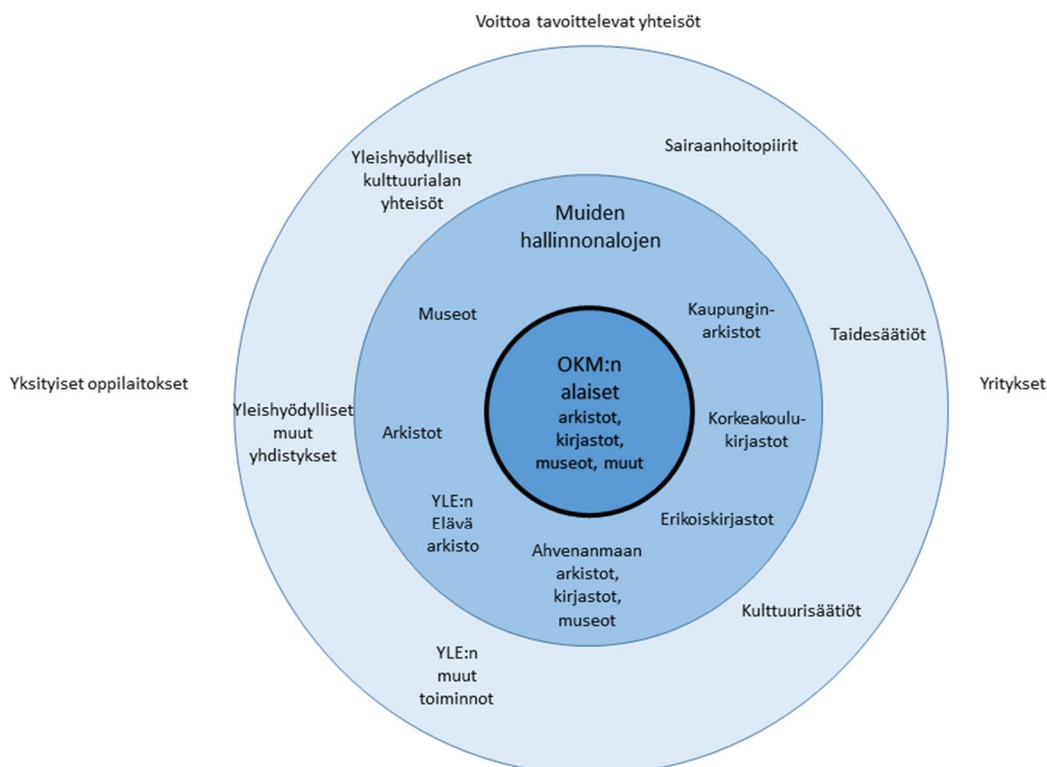 Voittoa tavoittelevat yhteisöt
Sairaanhoitopiirit
Yleishyödylliset
kulttuurialan
yhteisöt
Muiden
hallinnonalojen
Museot
Kaupungin-
arkistot
Taidesäätiöt
OKM:n
alaiset
arkistot,
kirjastot,
museot, muut
Yksityiset oppilaitokset
Yritykset
Yleishyödylliset
muut
yhdistykset
Arkistot
Korkeakoulu-
kirjastot
YLE:n
Elävä
arkisto
Erikoiskirjastot
Ahvenanmaan
arkistot,
kirjastot,
museot
Kulttuurisäätiöt
YLE:n
muut
toiminnot